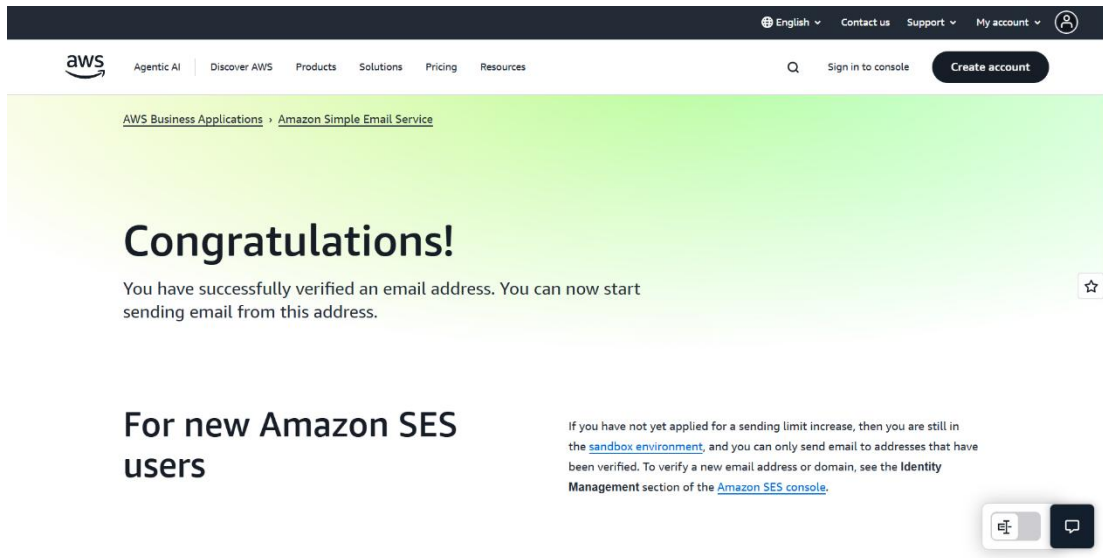 English
Contact us
Support
My account
aws
Agentic AI
Discover AWS
Products
Solutions
Pricing
Resources
Sign in to console
Create account
AWS Business Applications › Amazon Simple Email Service
Congratulations!
You have successfully verified an email address. You can now start
sending email from this address.
For new Amazon SES
users
If you have not yet applied for a sending limit increase, then you are still in
the sandbox environment, and you can only send email to addresses that have
been verified. To verify a new email address or domain, see the Identity
Management section of the Amazon SES console.